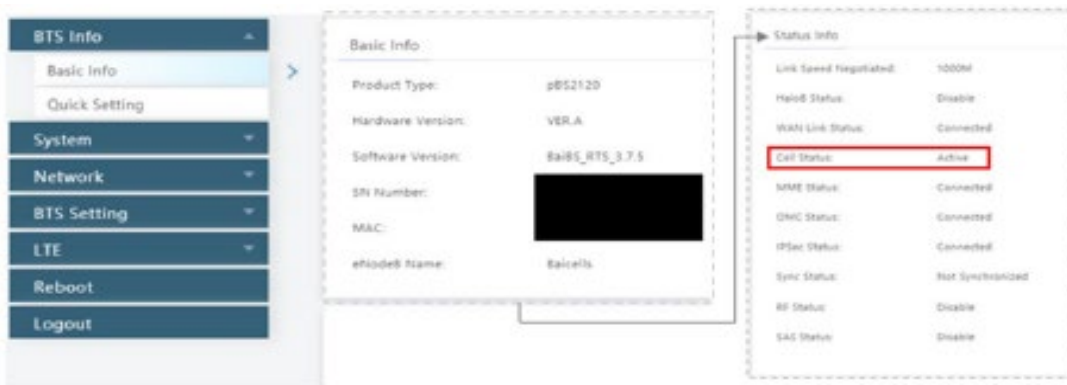 BTS Info
Basic Info
Quick Setting
System
Network
BTS Setting
LTE
Reboot
Logout
Basic Info
Product Type: pBS2120
Hardware Version: VER.A
Software Version: BaiBS_RTS_3.7.5
SN Number:
MAC:
eNodeB Name: Baicells
Status Info
Link Speed Negotiated: 1000M
HaloB Status: Disable
WAN Link Status: Connected
Cell Status: Active
MME Status: Connected
OMC Status: Connected
IPSec Status: Connected
Sync Status: Not Synchronized
RF Status: Disable
SAS Status: Disable